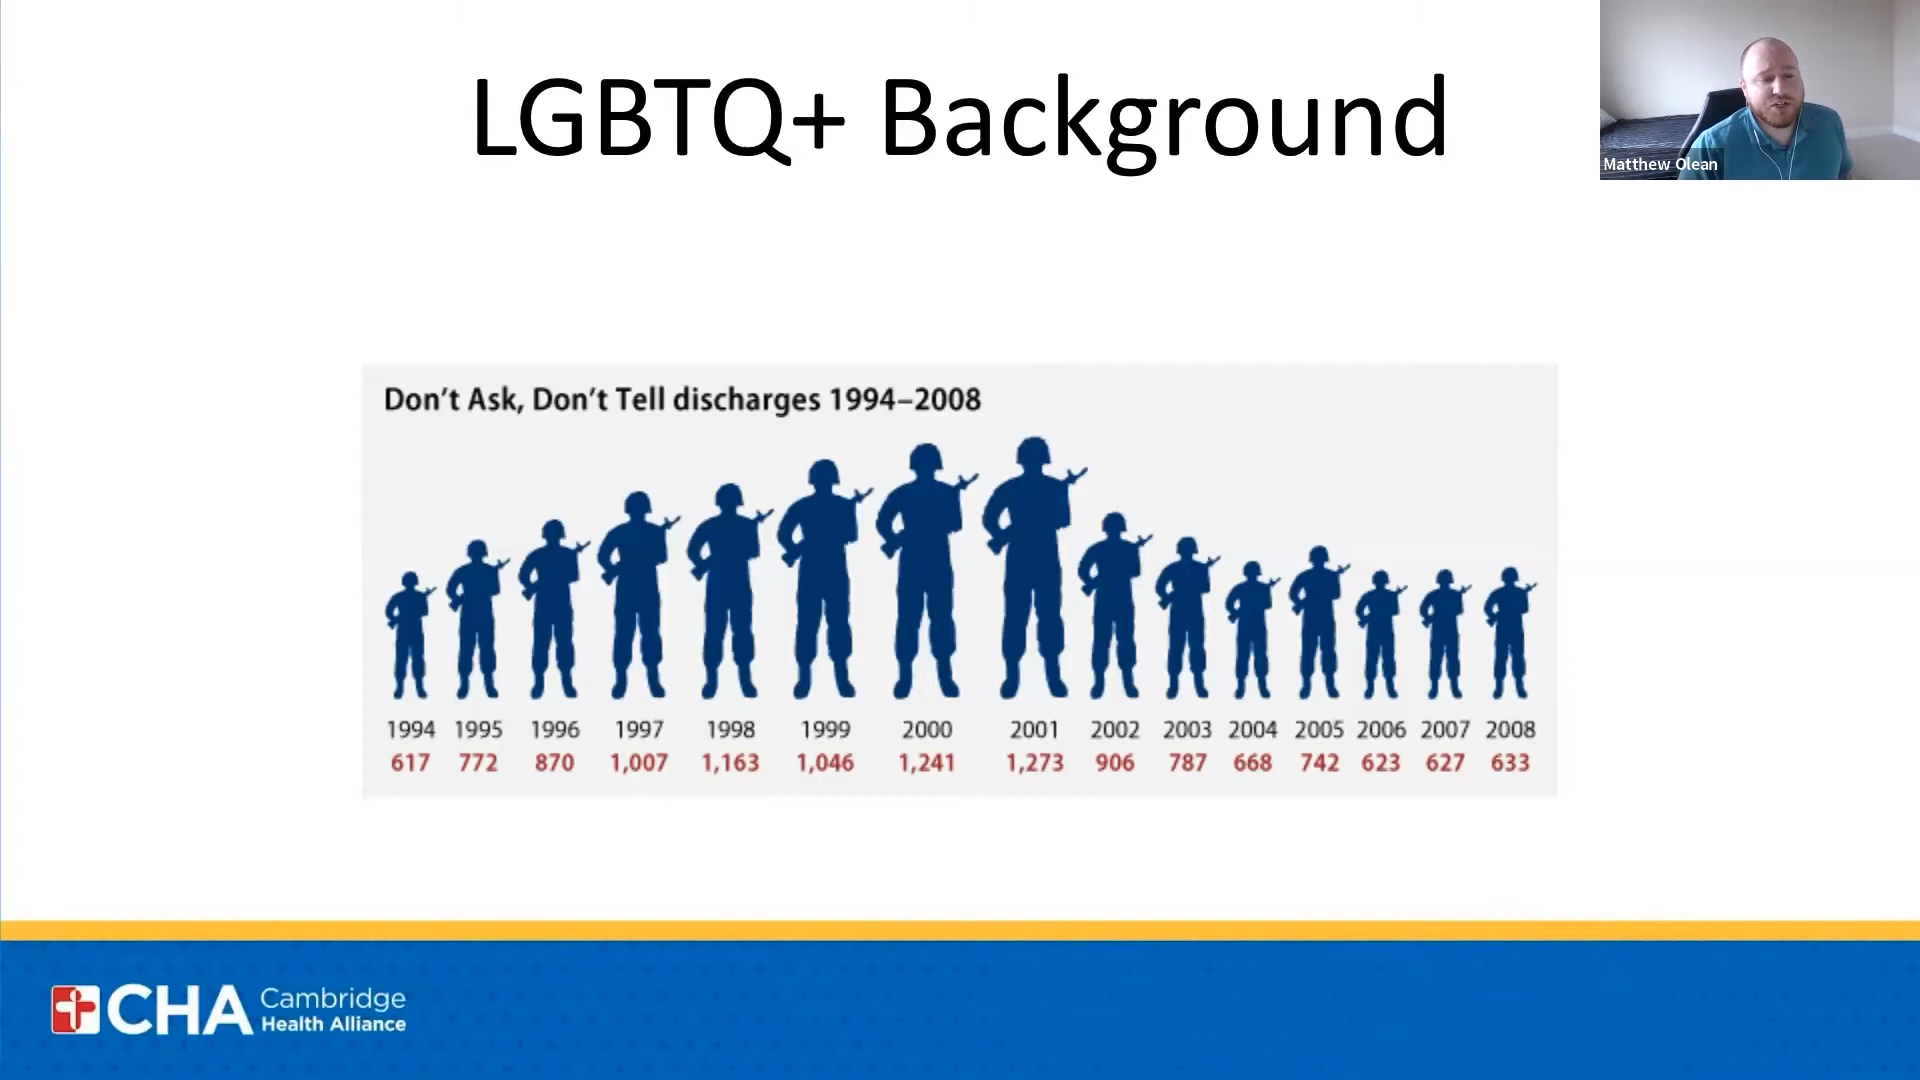 LGBTQ+ Background
Matthew Olean
Don't Ask, Don't Tell discharges 1994–2008
1994 1995 1996 1997 1998 1999 2000 2001 2002 2003 2004 2005 2006 2007 2008
617 772 870 1,007 1,163 1,046 1,241 1,273 906 787 668 742 623 627 633
CHA Cambridge
Health Alliance